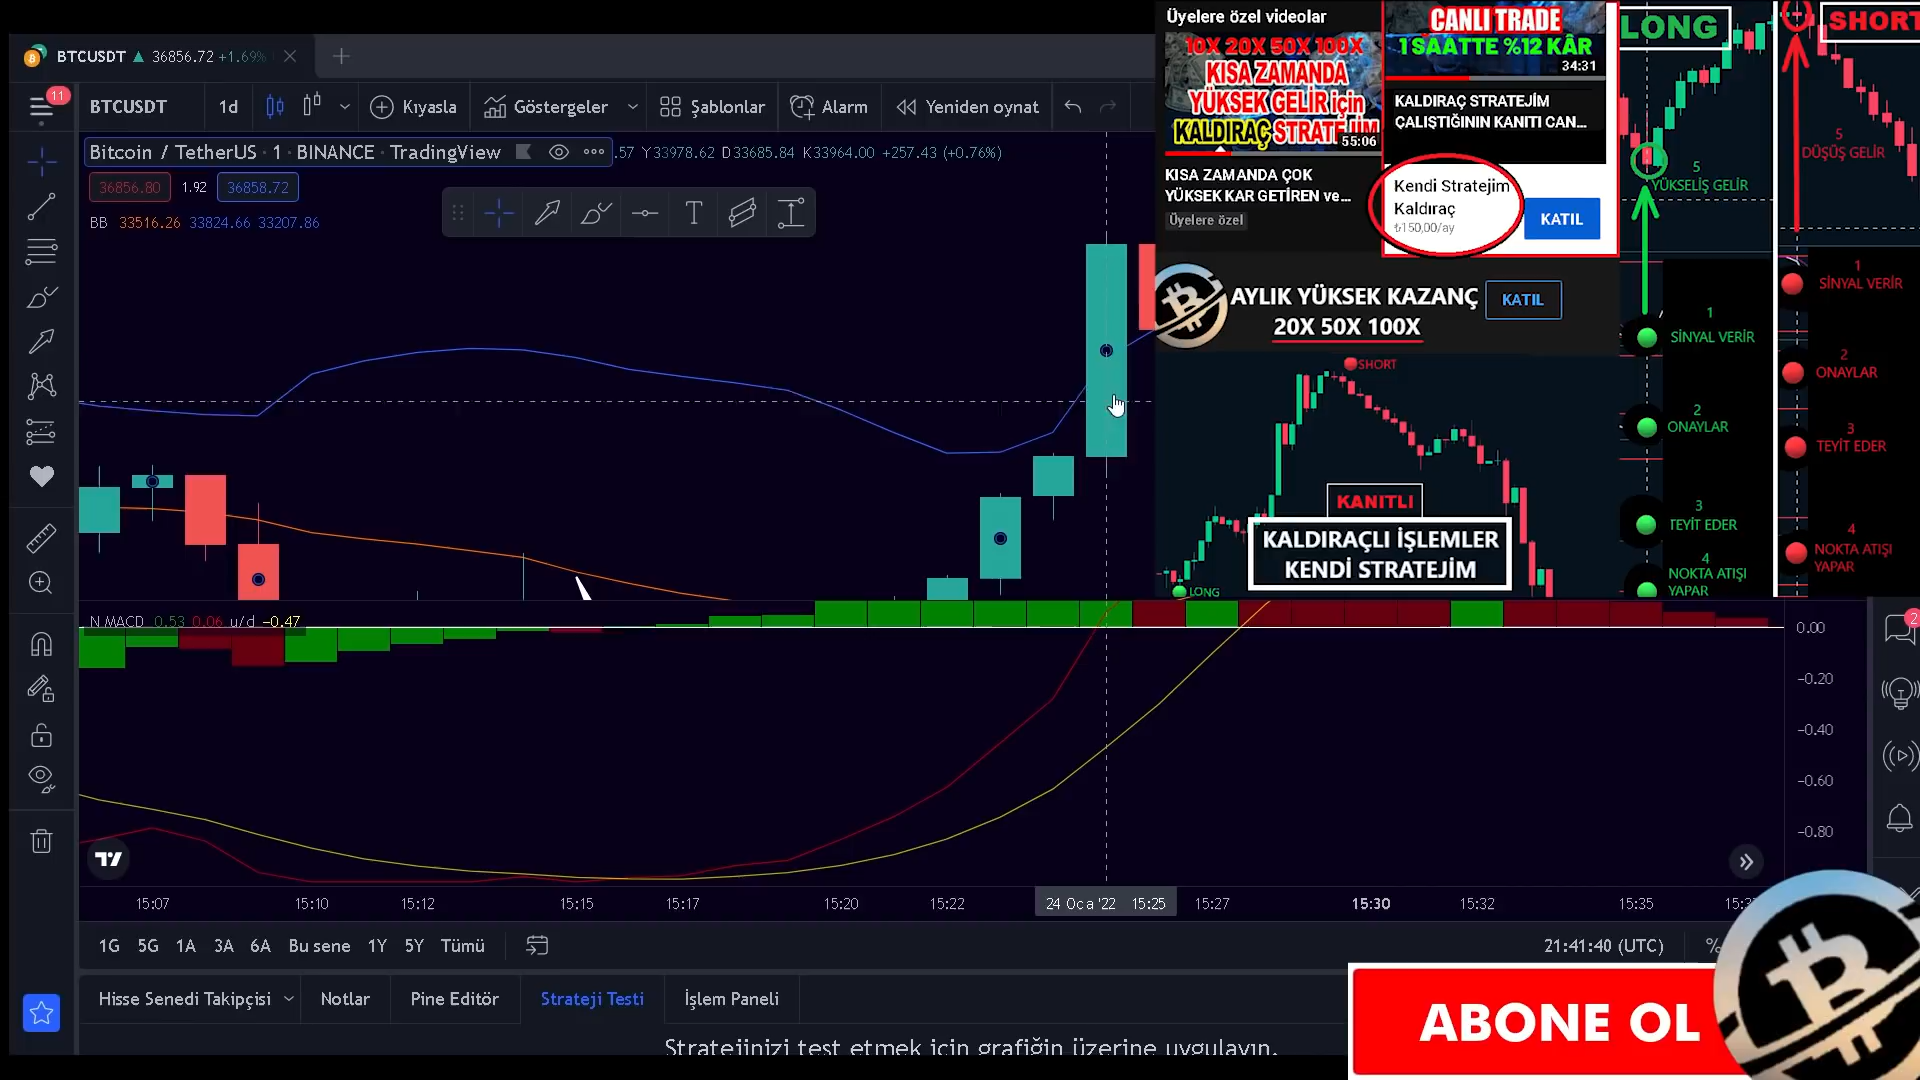 BTCUSDT ▲ 36856.72 +1.69%
11
BTCUSDT 1d Kıyasla Göstergeler Şablonlar Alarm Yeniden oynat
Bitcoin / TetherUS · 1 · BINANCE · TradingView .57 Y33978.62 D33685.84 K33964.00 +257.43 (+0.76%)
36856.80 1.92 36858.72
BB 33516.26 33824.66 33207.86
T
Üyelere özel videolar
10X 20X 50X 100X
KISA ZAMANDA
YÜKSEK GELİR için
KALDIRAÇ STRATEJİM
55:06
KISA ZAMANDA ÇOK
YÜKSEK KAR GETİREN ve...
Üyelere özel
CANLI TRADE
1 SAATTE %12 KÂR
34:31
KALDIRAÇ STRATEJİM
ÇALIŞTIĞININ KANITI CAN...
Kendi Stratejim
Kaldıraç
₺150,00/ay
KATIL
AYLIK YÜKSEK KAZANÇ
20X 50X 100X
KATIL
SHORT
KANITLI
KALDIRAÇLI İŞLEMLER
KENDİ STRATEJİM
LONG
LONG
5
YÜKSELİŞ GELİR
1
SİNYAL VERİR
2
ONAYLAR
3
TEYİT EDER
4
NOKTA ATIŞI
YAPAR
SHORT
5
DÜŞÜŞ GELİR
1
SİNYAL VERİR
2
ONAYLAR
3
TEYİT EDER
4
NOKTA ATIŞI
YAPAR
N MACD 0.53 0.06 u/d −0.47
0.00
−0.20
−0.40
−0.60
−0.80
2
15:07 15:10 15:12 15:15 15:17 15:20 15:22 24 Oca '22 15:25 15:27 15:30 15:32 15:35
1G 5G 1A 3A 6A Bu sene 1Y 5Y Tümü
21:41:40 (UTC) %
Hisse Senedi Takipçisi Notlar Pine Editör Strateji Testi İşlem Paneli
Stratejinizi test etmek için grafiğin üzerine uygulayın.
ABONE OL